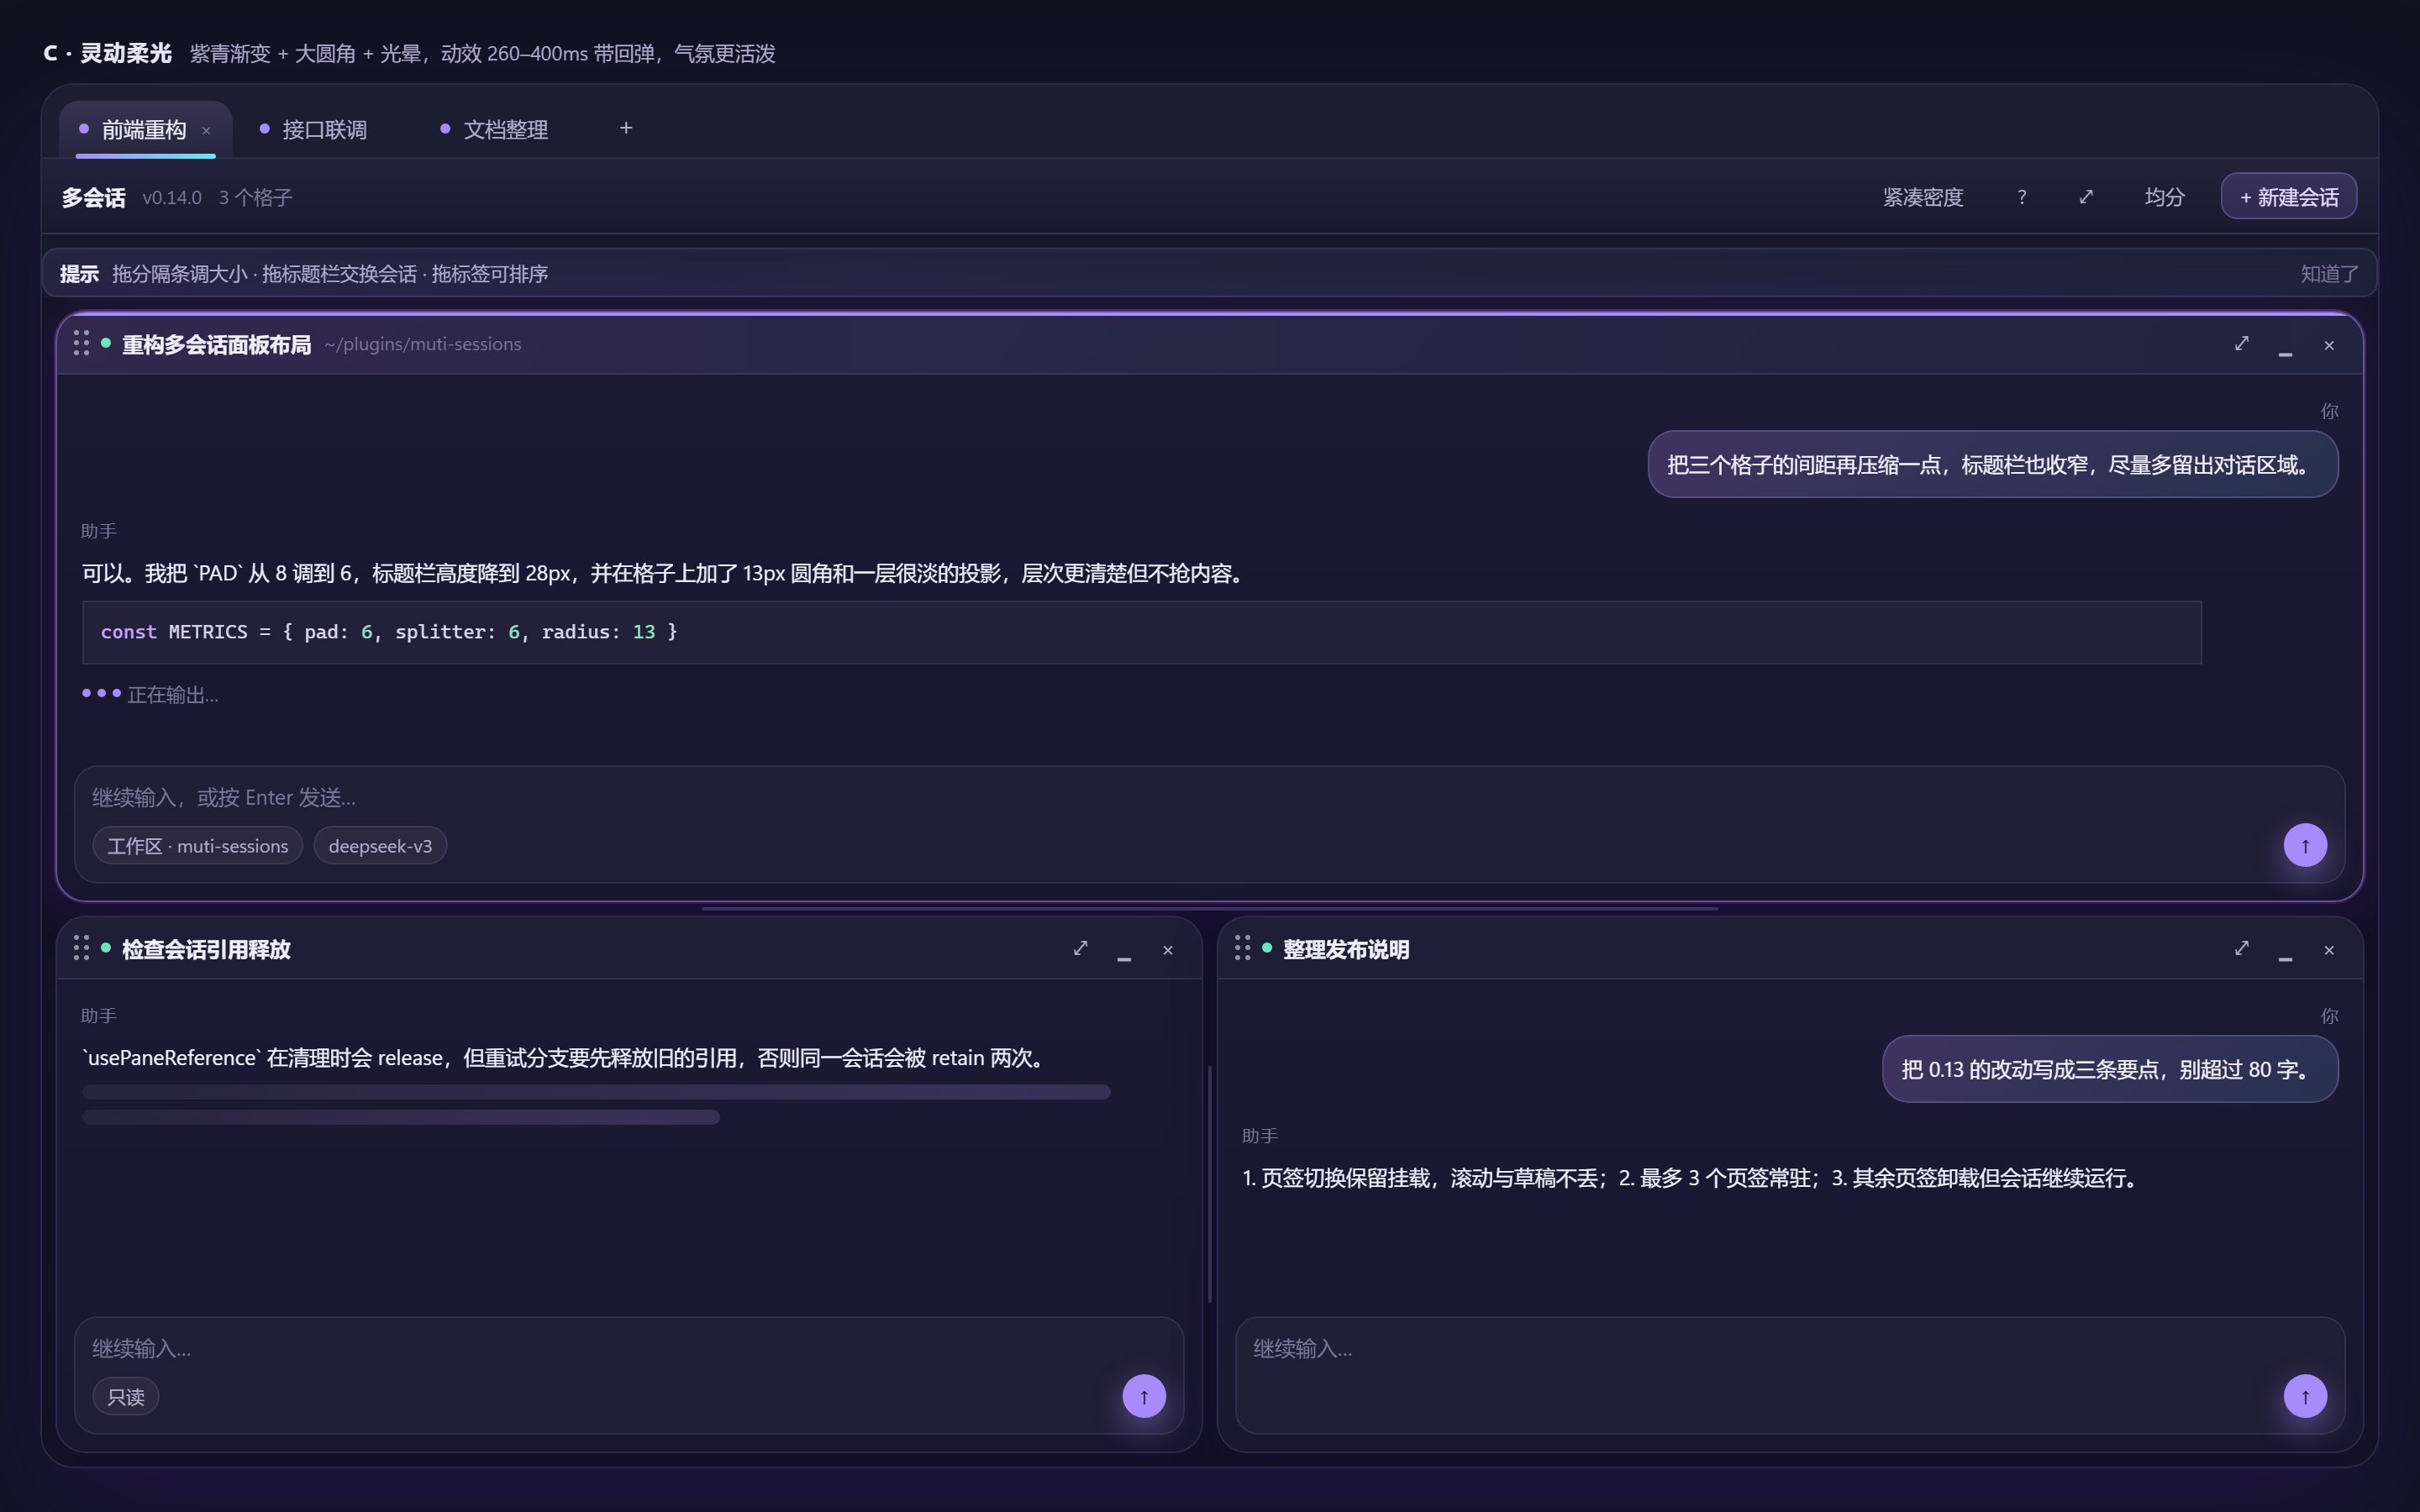 C · 灵动柔光 紫青渐变 + 大圆角 + 光晕，动效 260–400ms 带回弹，气氛更活泼
前端重构 × 接口联调 文档整理 +
多会话 v0.14.0 3 个格子 紧凑密度 ? ⤢ 均分 + 新建会话
提示 拖分隔条调大小 · 拖标题栏交换会话 · 拖标签可排序 知道了
重构多会话面板布局 ~/plugins/muti-sessions ⤢ ▁ ×
你
把三个格子的间距再压缩一点，标题栏也收窄，尽量多留出对话区域。
助手
可以。我把 `PAD` 从 8 调到 6，标题栏高度降到 28px，并在格子上加了 13px 圆角和一层很淡的投影，层次更清楚但不抢内容。
const METRICS = { pad: 6, splitter: 6, radius: 13 }
正在输出…
继续输入，或按 Enter 发送…
工作区 · muti-sessions deepseek-v3 ↑
检查会话引用释放 ⤢ ▁ ×
助手
`usePaneReference` 在清理时会 release，但重试分支要先释放旧的引用，否则同一会话会被 retain 两次。
继续输入…
只读 ↑
整理发布说明 ⤢ ▁ ×
你
把 0.13 的改动写成三条要点，别超过 80 字。
助手
1. 页签切换保留挂载，滚动与草稿不丢；2. 最多 3 个页签常驻；3. 其余页签卸载但会话继续运行。
继续输入…
↑